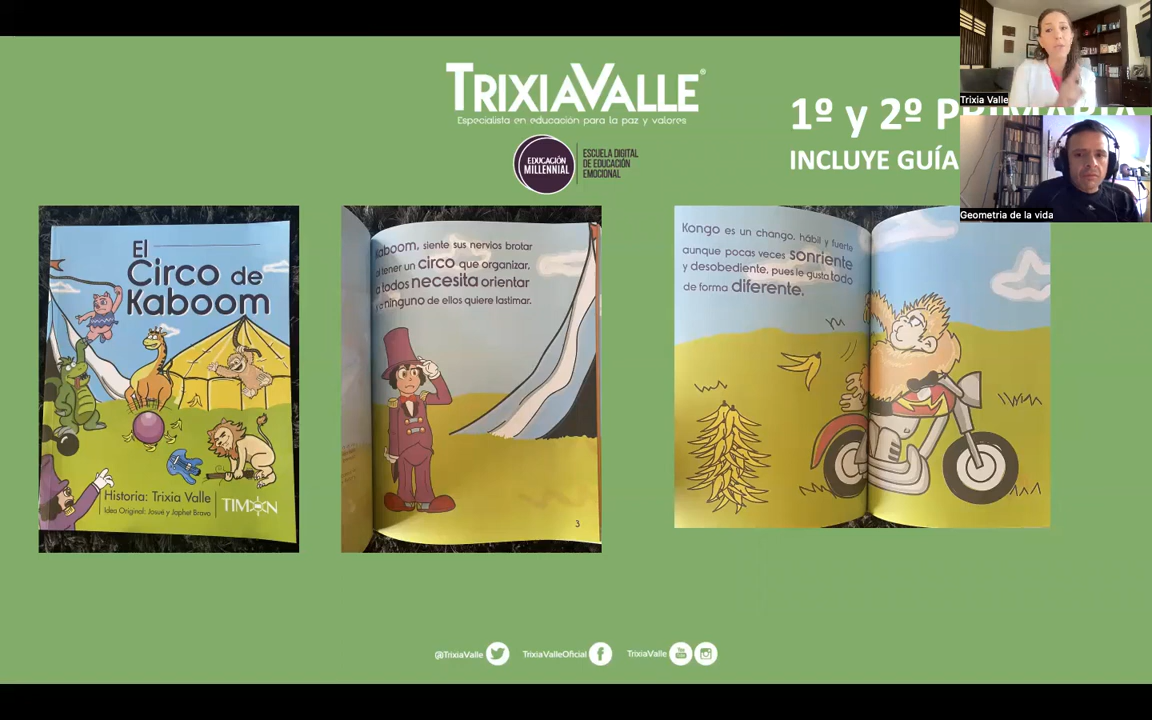 TRIXIAVALLE®
Especialista en educación para la paz y valores
EDUCACIÓN
MILLENNIAL
ESCUELA DIGITAL
DE EDUCACIÓN
EMOCIONAL
1º y 2º PRIMARIA
INCLUYE GUÍA
Trixia Valle
Geometria de la vida
El
Circo de
Kaboom
Historia: Trixia Valle
Idea Original: Josué y Japhet Bravo
TIMON
Kaboom, siente sus nervios brotar
al tener un circo que organizar,
a todos necesita orientar
y a ninguno de ellos quiere lastimar.
3
Kongo es un chango, hábil y fuerte
aunque pocas veces sonriente
y desobediente, pues le gusta todo
de forma diferente.
@TrixiaValle
TrixiaValleOficial
TrixiaValle